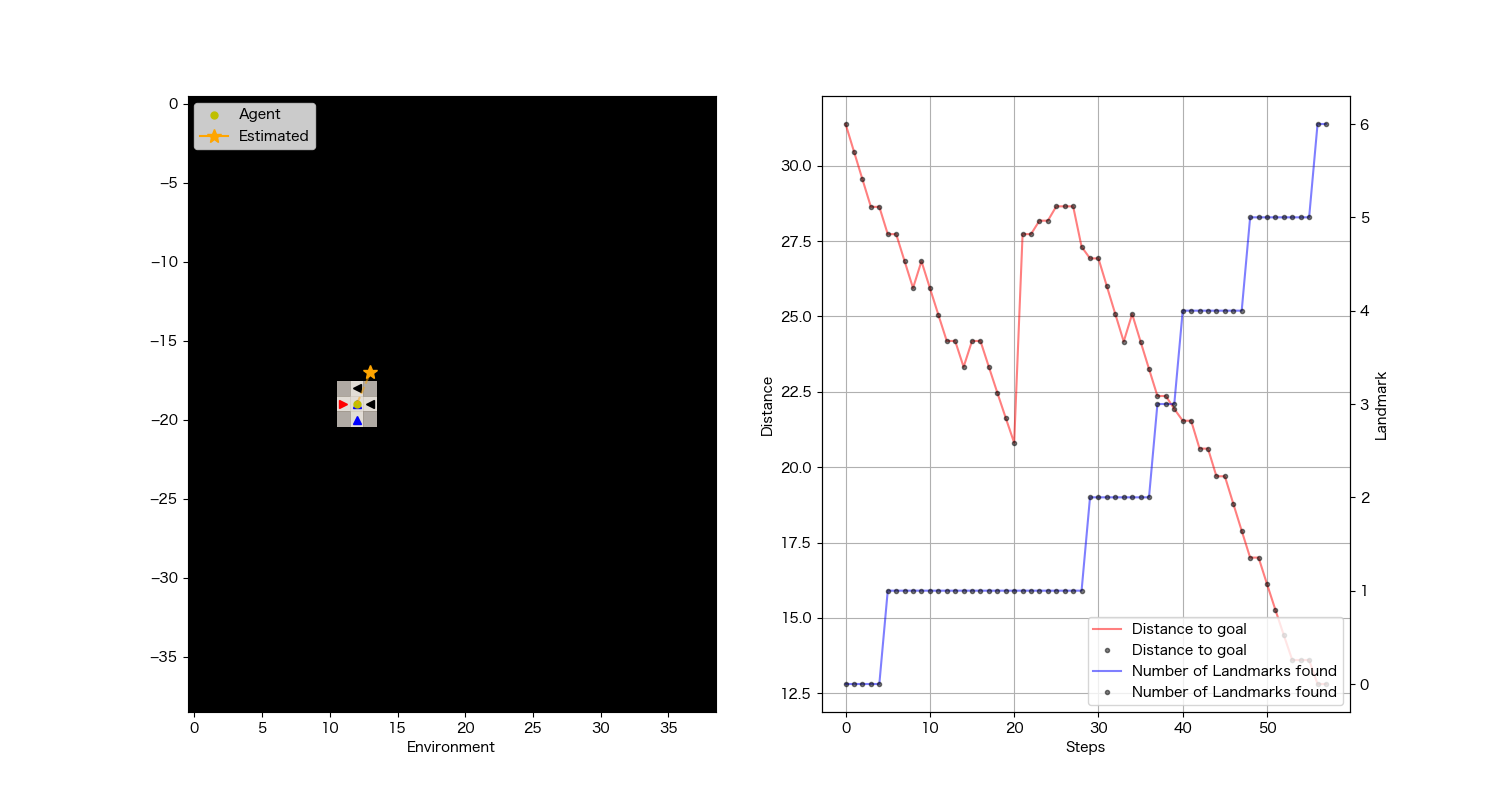 Agent
Estimated
0
−5
−10
−15
−20
−25
−30
−35
0 5 10 15 20 25 30 35
Environment
30.0
27.5
25.0
22.5
20.0
17.5
15.0
12.5
Distance
0 10 20 30 40 50
Steps
6
5
4
3
2
1
0
Landmark
Distance to goal
Distance to goal
Number of Landmarks found
Number of Landmarks found